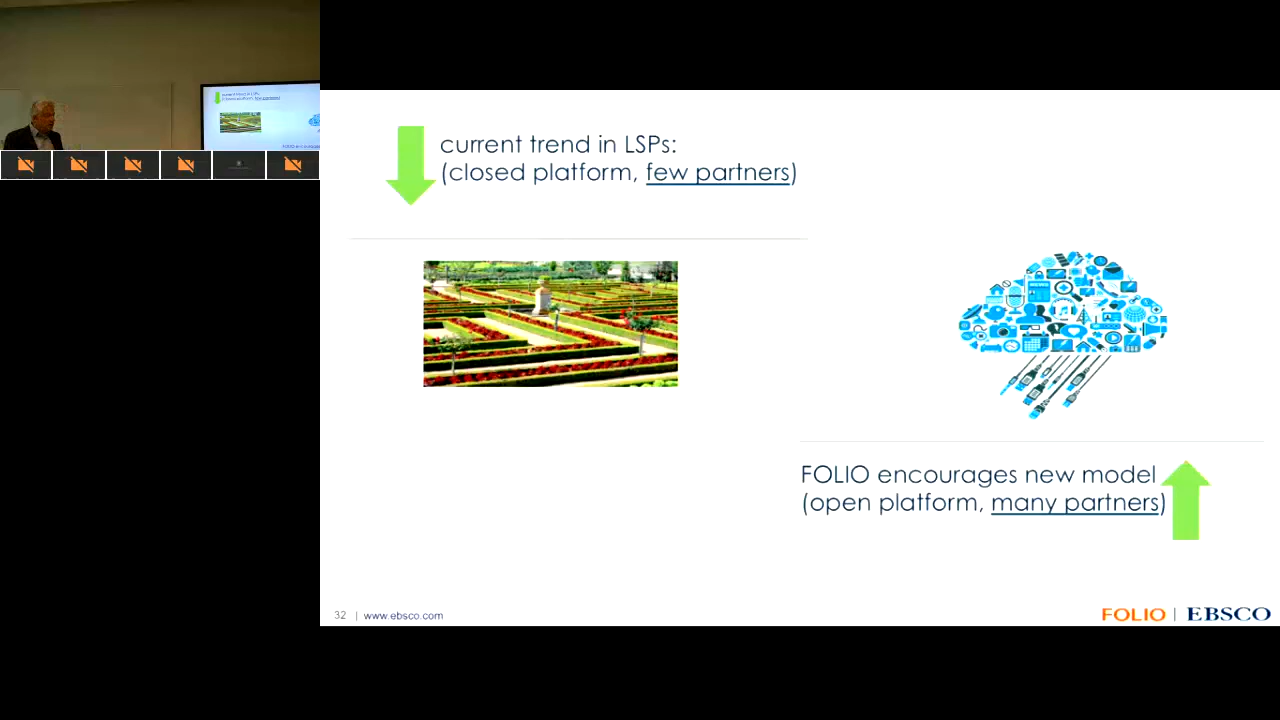 current trend in LSPs:
(closed platform, few partners)
FOLIO encourages new model
(open platform, many partners)
32 | www.ebsco.com
FOLIO | EBSCO